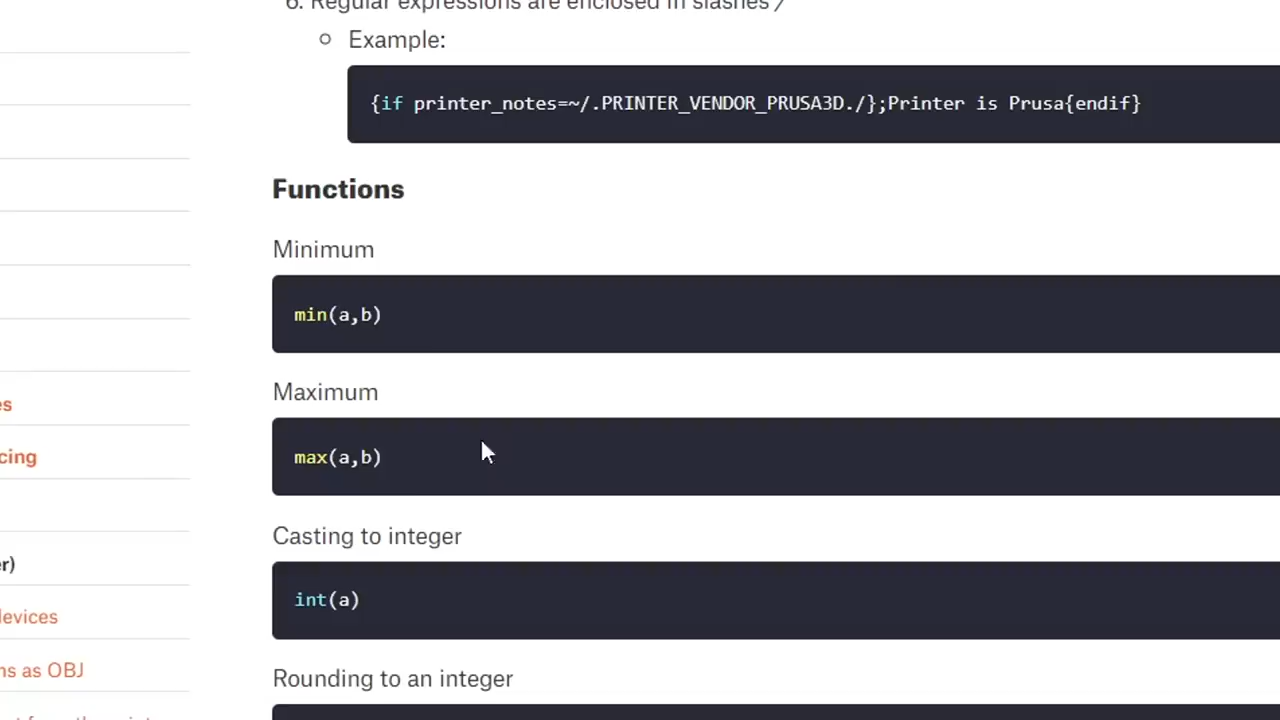 6. Regular expressions are enclosed in slashes /
Example:
{if printer_notes=~/.PRINTER_VENDOR_PRUSA3D./};Printer is Prusa{endif}
Functions
Minimum
min(a,b)
Maximum
max(a,b)
Casting to integer
int(a)
Rounding to an integer
es
cing
er)
devices
ns as OBJ